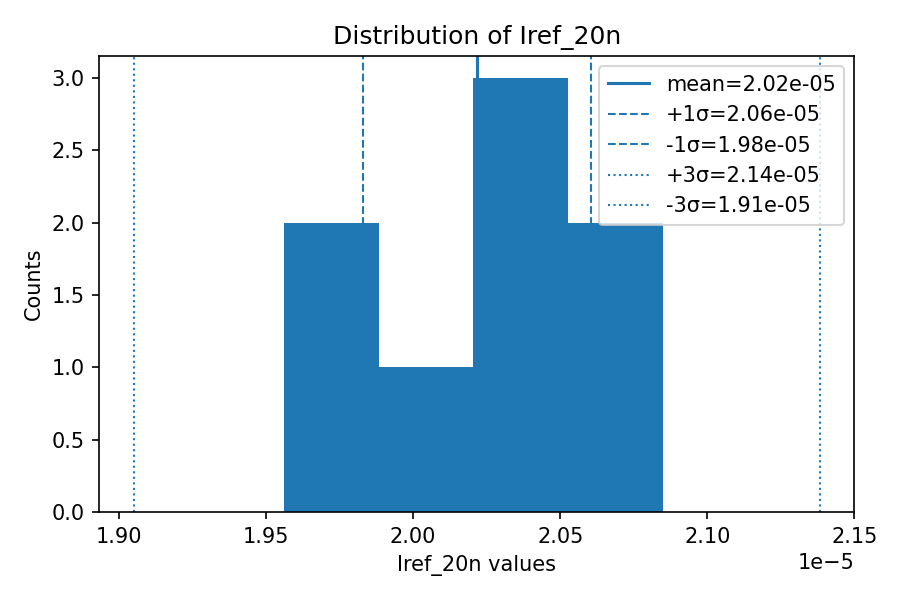 Distribution of Iref_20n
mean=2.02e-05
+1σ=2.06e-05
-1σ=1.98e-05
+3σ=2.14e-05
-3σ=1.91e-05
Counts
3.0
2.5
2.0
1.5
1.0
0.5
0.0
1.90 1.95 2.00 2.05 2.10 2.15
1e−5
Iref_20n values